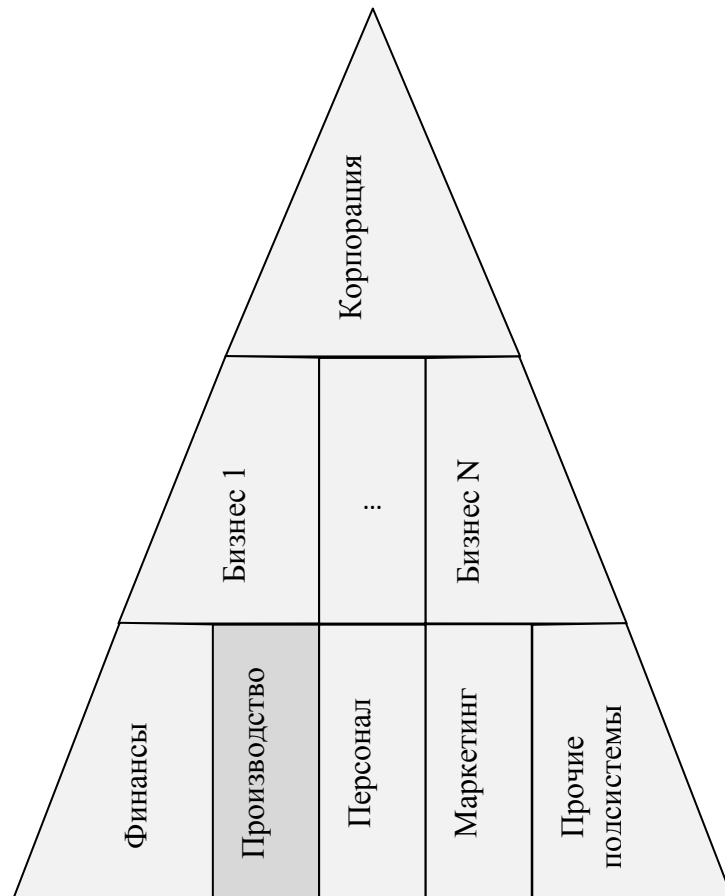 Корпорация
Бизнес 1
...
Бизнес N
Финансы
Производство
Персонал
Маркетинг
Прочие
подсистемы